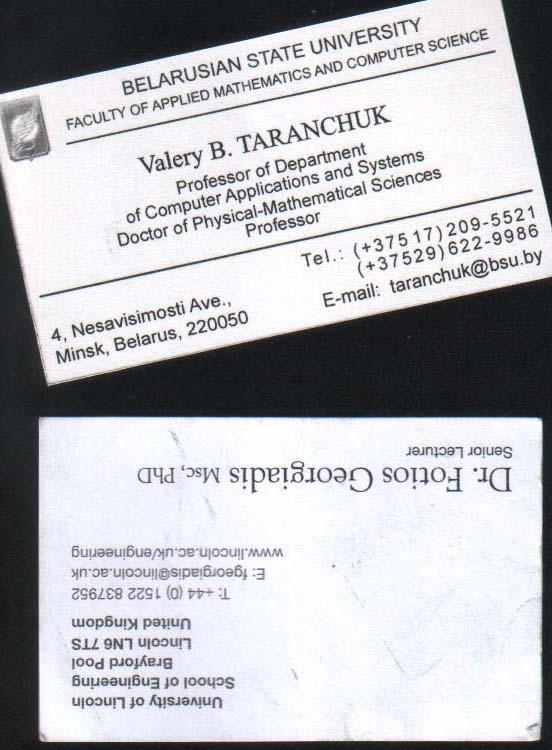 BELARUSIAN STATE UNIVERSITY
FACULTY OF APPLIED MATHEMATICS AND COMPUTER SCIENCE
Valery B. TARANCHUK
Professor of Department
of Computer Applications and Systems
Doctor of Physical-Mathematical Sciences
Professor
Tel.: (+37517)209-5521
(+37529)622-9986
E-mail: taranchuk@bsu.by
4, Nesavisimosti Ave.,
Minsk, Belarus, 220050
University of Lincoln
School of Engineering
Brayford Pool
Lincoln LN6 7TS
United Kingdom
T: +44 (0) 1522 837952
E: fgeorgiadis@lincoln.ac.uk
www.lincoln.ac.uk/engineering
Dr. Fotios Georgiadis Msc, PhD
Senior Lecturer